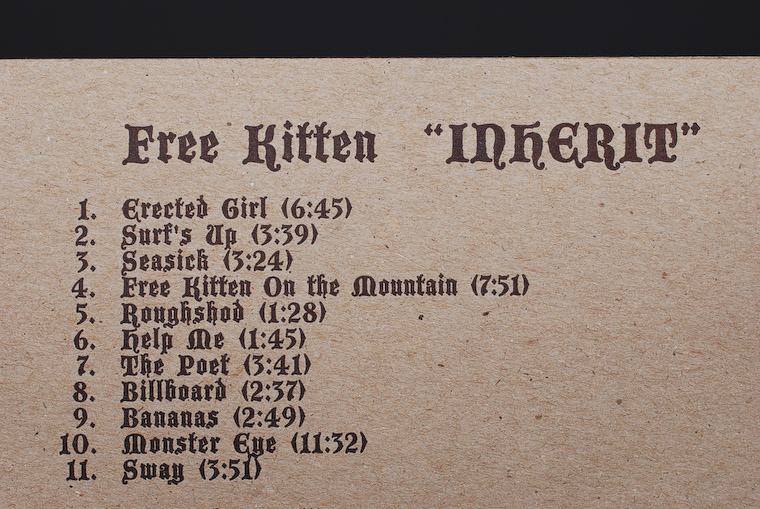 Free Kitten “INHERIT”
1. Erected Girl (6:45)
2. Surf's Up (3:39)
3. Seasick (3:24)
4. Free Kitten On the Mountain (7:51)
5. Roughshod (1:28)
6. Help Me (1:45)
7. The Poet (3:41)
8. Billboard (2:37)
9. Bananas (2:49)
10. Monster Eye (11:32)
11. Sway (3:51)